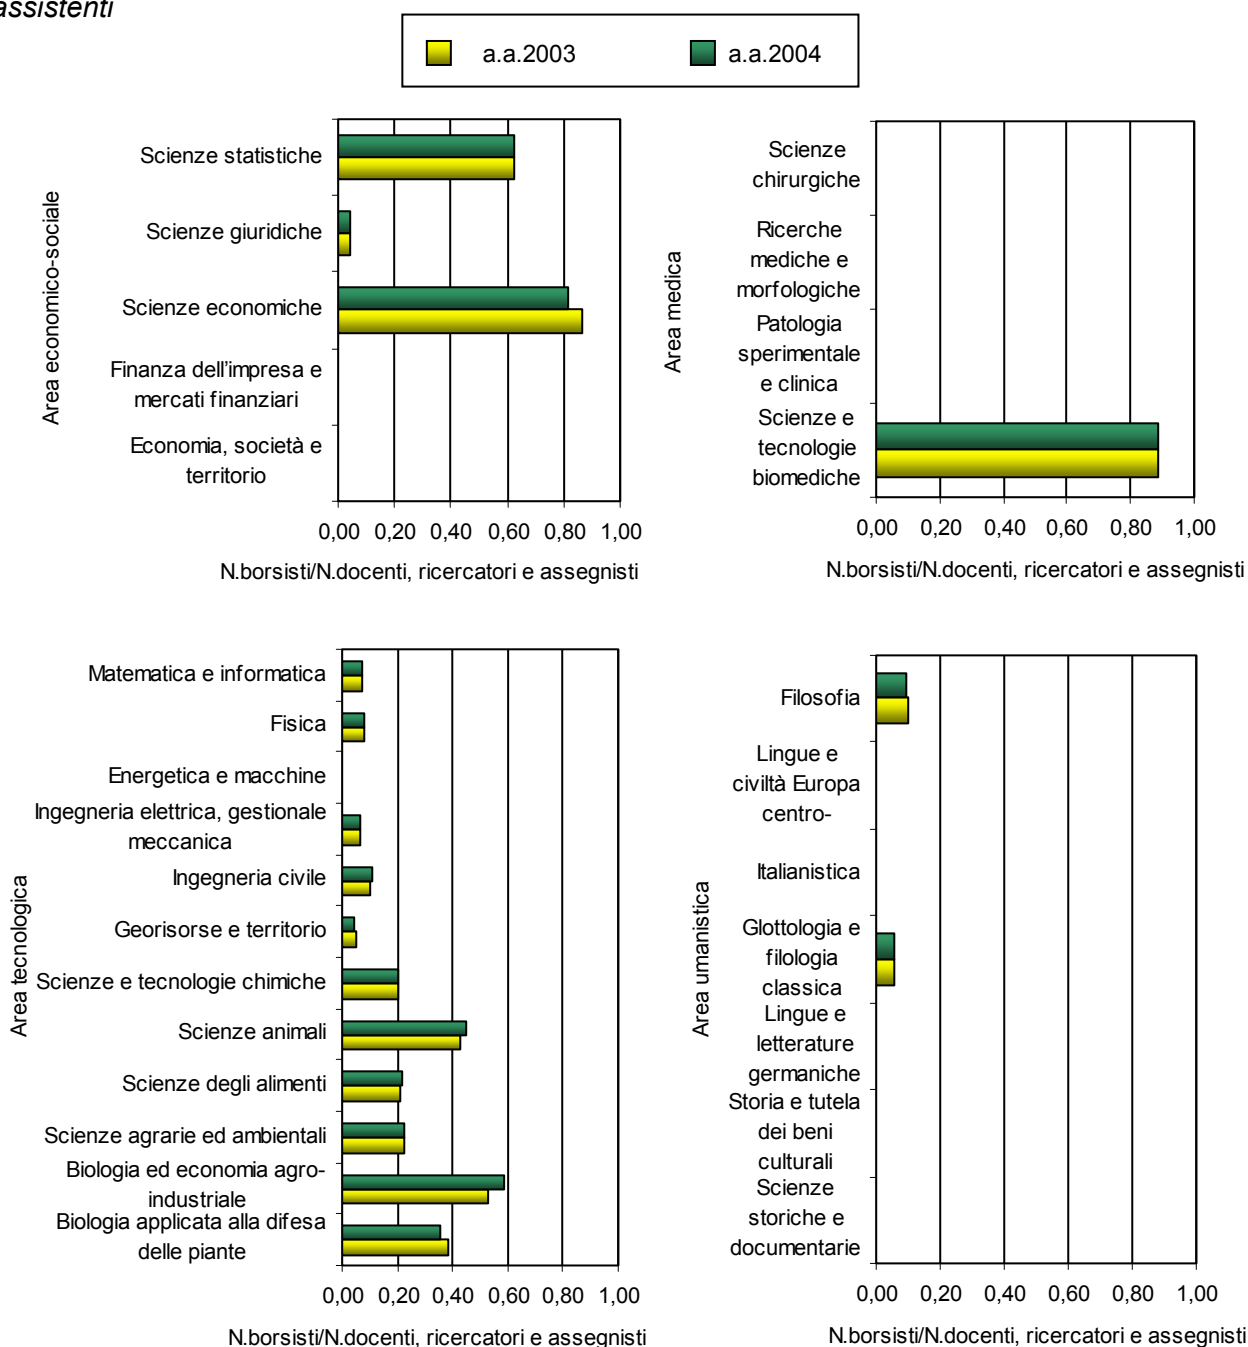 assistenti
a.a.2003 a.a.2004
Area economico-sociale
Scienze statistiche
Scienze giuridiche
Scienze economiche
Finanza dell'impresa e
mercati finanziari
Economia, società e
territorio
0,00 0,20 0,40 0,60 0,80 1,00
N.borsisti/N.docenti, ricercatori e assegnisti
Area medica
Scienze
chirurgiche
Ricerche
mediche e
morfologiche
Patologia
sperimentale
e clinica
Scienze e
tecnologie
biomediche
0,00 0,20 0,40 0,60 0,80 1,00
N.borsisti/N.docenti, ricercatori e assegnisti
Area tecnologica
Matematica e informatica
Fisica
Energetica e macchine
Ingegneria elettrica, gestionale
meccanica
Ingegneria civile
Georisorse e territorio
Scienze e tecnologie chimiche
Scienze animali
Scienze degli alimenti
Scienze agrarie ed ambientali
Biologia ed economia agro-
industriale
Biologia applicata alla difesa
delle piante
0,00 0,20 0,40 0,60 0,80 1,00
N.borsisti/N.docenti, ricercatori e assegnisti
Area umanistica
Filosofia
Lingue e
civiltà Europa
centro-
Italianistica
Glottologia e
filologia
classica
Lingue e
letterature
germaniche
Storia e tutela
dei beni
culturali
Scienze
storiche e
documentarie
0,00 0,20 0,40 0,60 0,80 1,00
N.borsisti/N.docenti, ricercatori e assegnisti